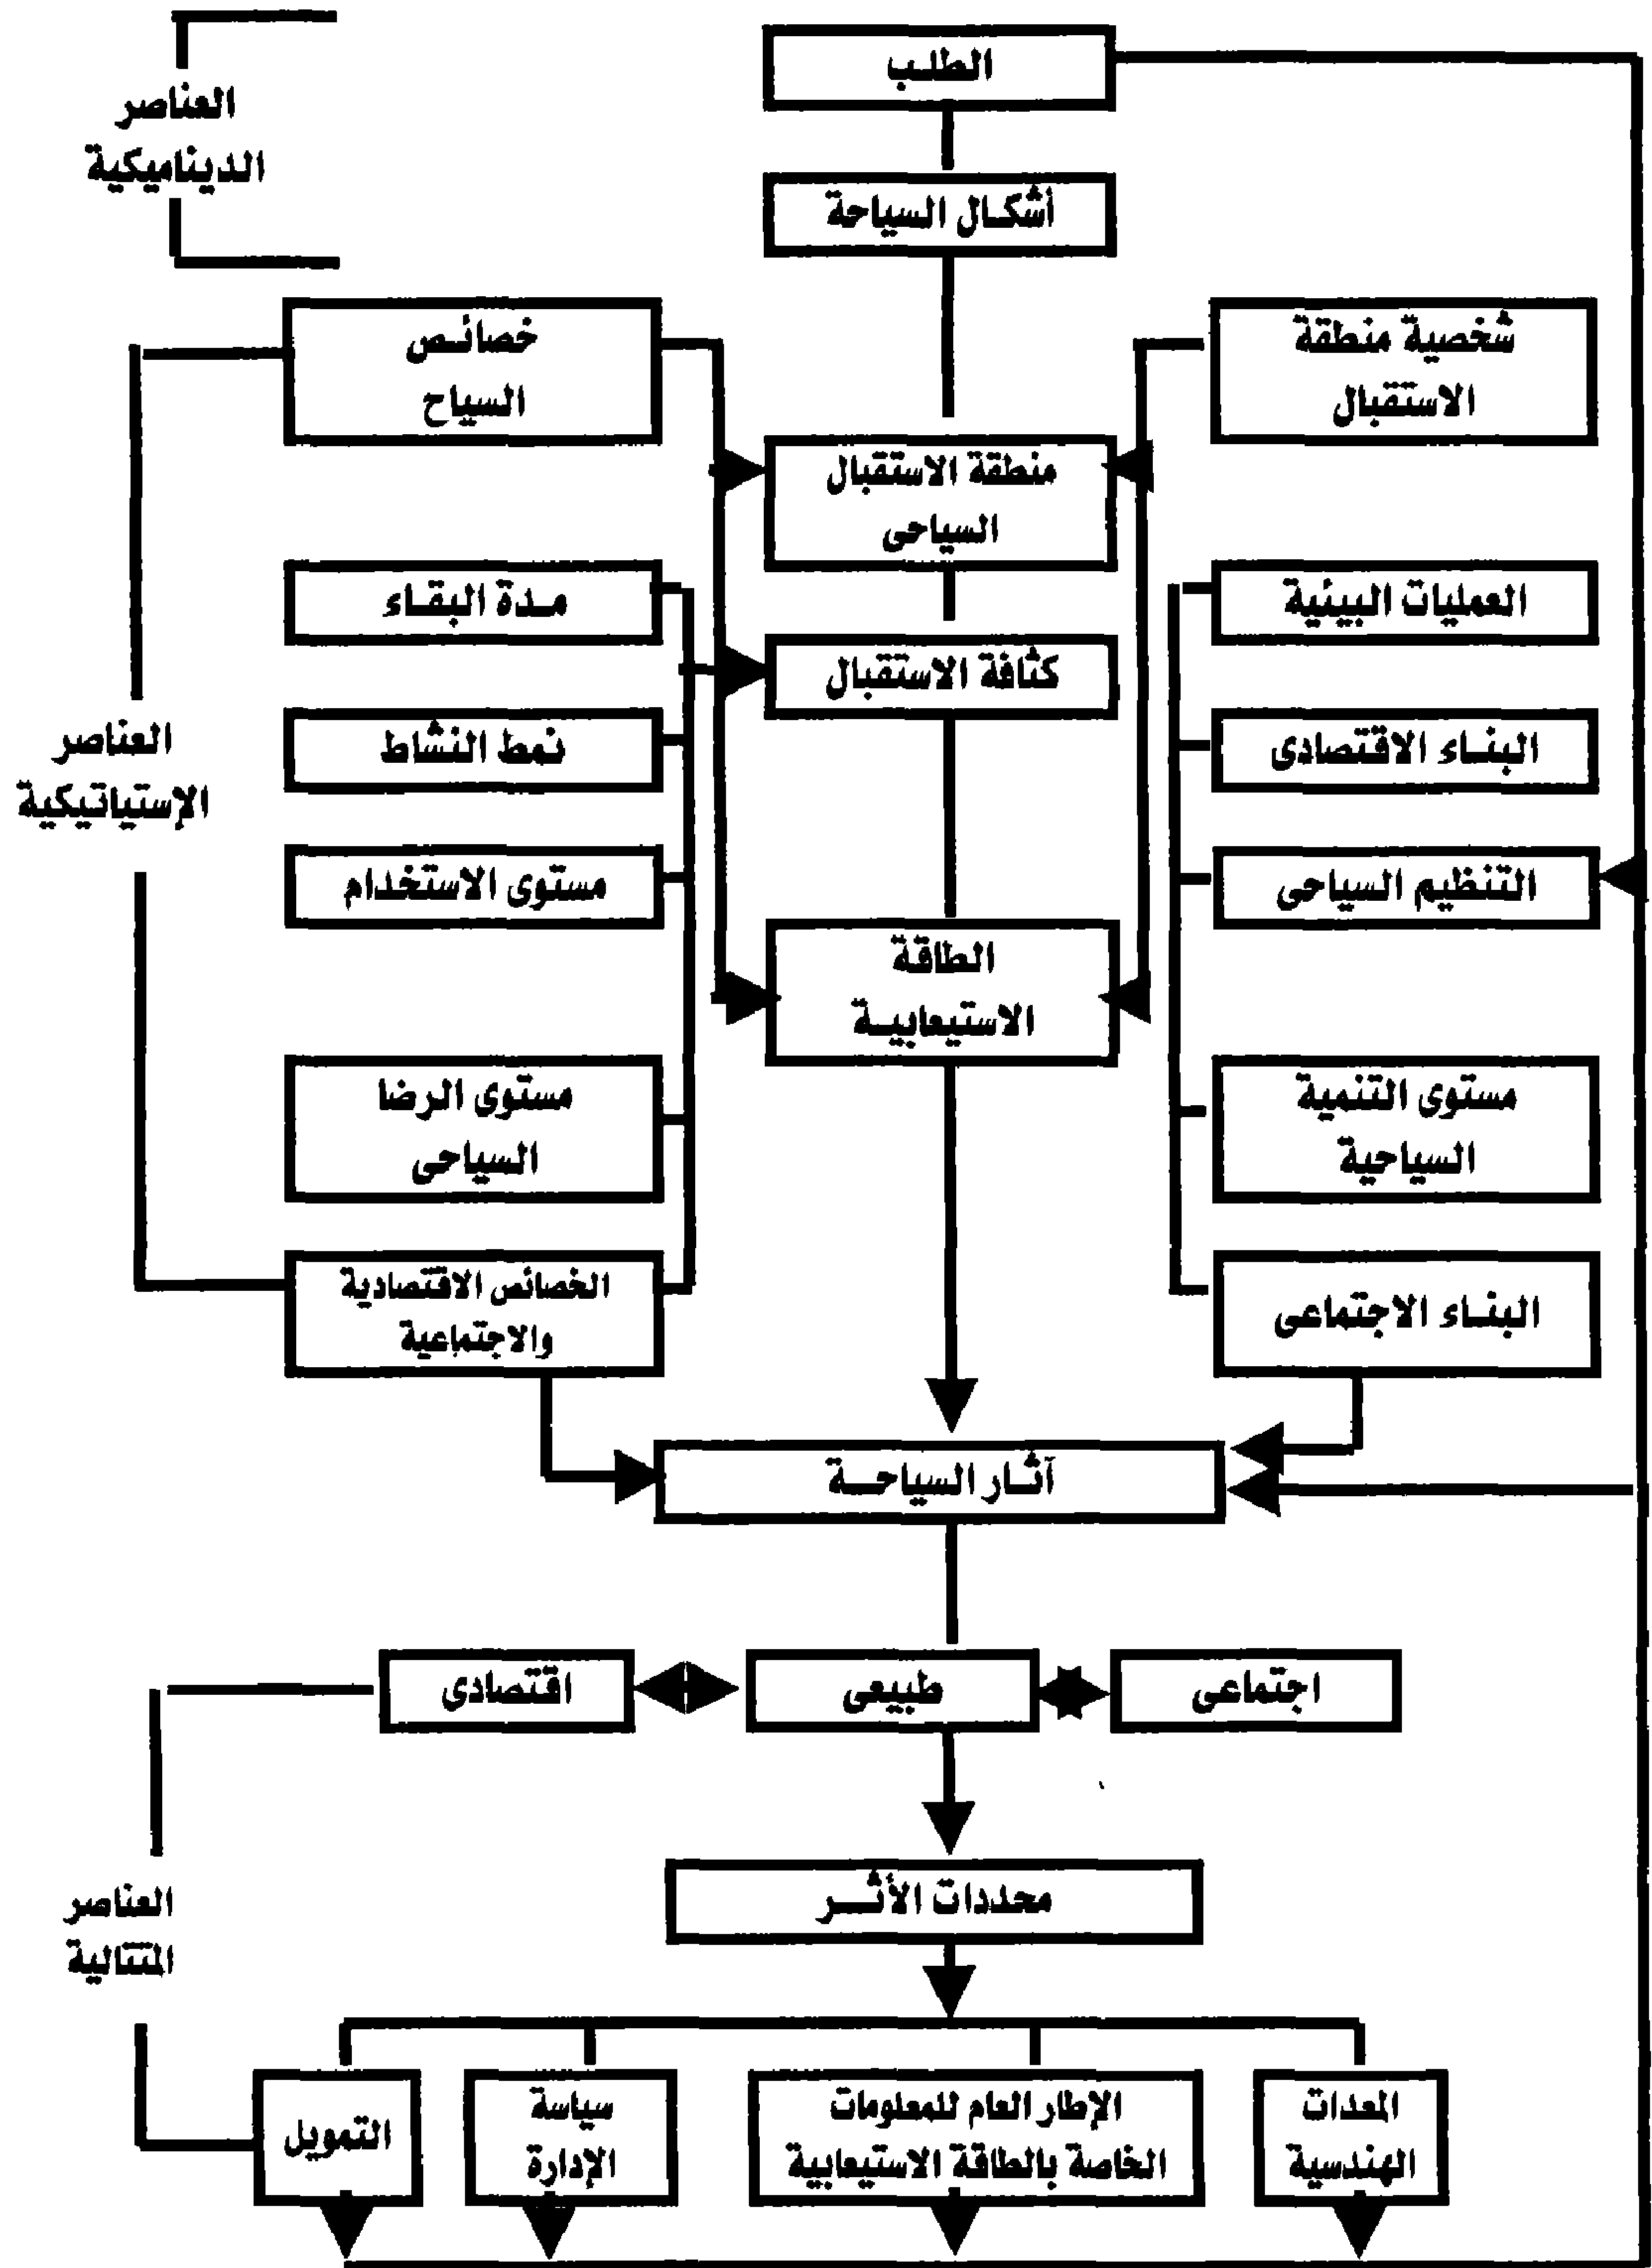 الطلب
العناصر
الديناميكية
أشكال السياحة
شخصية منطقة
الاستقبال
خصائص
السياح
منطقة الاستقبال
السياحى
العمليات البيئية
مدة البقاء
كثافة الاستقبال
البناء الاقتصادى
نمط النشاط
العناصر
الإستياتيكية
التنظيم السياحى
مستوى الاستخدام
الطاقة
الاستيعابية
مستوى التنمية
السياحية
مستوى الرضا
السياحى
البناء الاجتماعى
الخصائص الاقتصادية
والاجتماعية
آثار السياحة
اجتماعى
طبيعى
اقتصادى
محددات الأثر
العناصر
المتتالية
المعدات
الهندسية
الإطار العام للمعلومات
الخاصة بالطاقة الاستيعابية
سياسة
الإدارة
التمويل